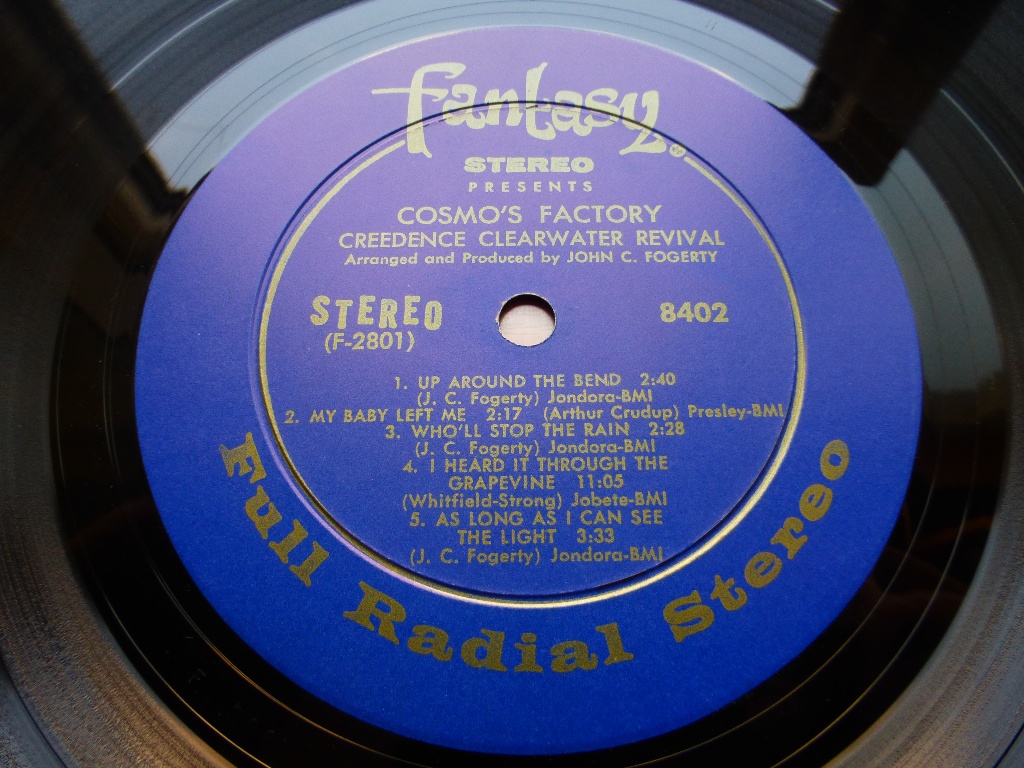 Fantasy
STEREO
PRESENTS
COSMO'S FACTORY
CREEDENCE CLEARWATER REVIVAL
Arranged and Produced by JOHN C. FOGERTY
STEREO
(F-2801)
8402
1. UP AROUND THE BEND 2:40
(J. C. Fogerty) Jondora-BMI
2. MY BABY LEFT ME 2:17 (Arthur Crudup) Presley-BMI
3. WHO'LL STOP THE RAIN 2:28
(J. C. Fogerty) Jondora-BMI
4. I HEARD IT THROUGH THE
GRAPEVINE 11:05
(Whitfield-Strong) Jobete-BMI
5. AS LONG AS I CAN SEE
THE LIGHT 3:33
(J. C. Fogerty) Jondora-BMI
Full Radial Stereo